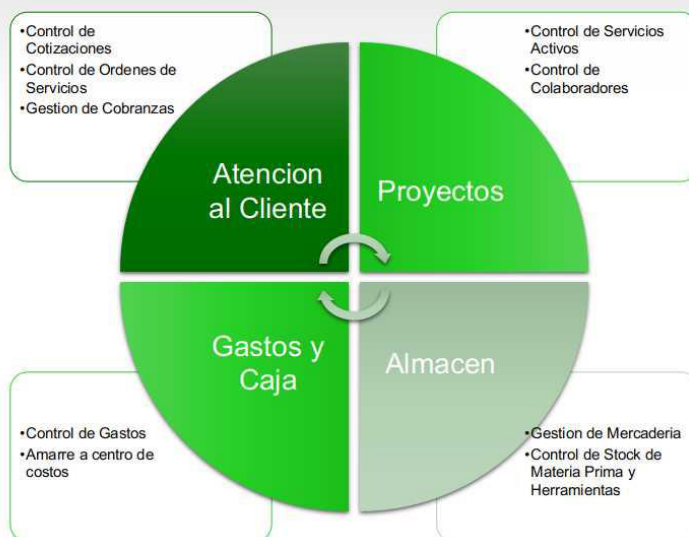 •Control de
Cotizaciones
•Control de Ordenes de
Servicios
•Gestion de Cobranzas
•Control de Servicios
Activos
•Control de
Colaboradores
Atencion
al Cliente
Proyectos
Gastos y
Caja
Almacen
•Control de Gastos
•Amarre a centro de
costos
•Gestion de Mercaderia
•Control de Stock de
Materia Prima y
Herramientas